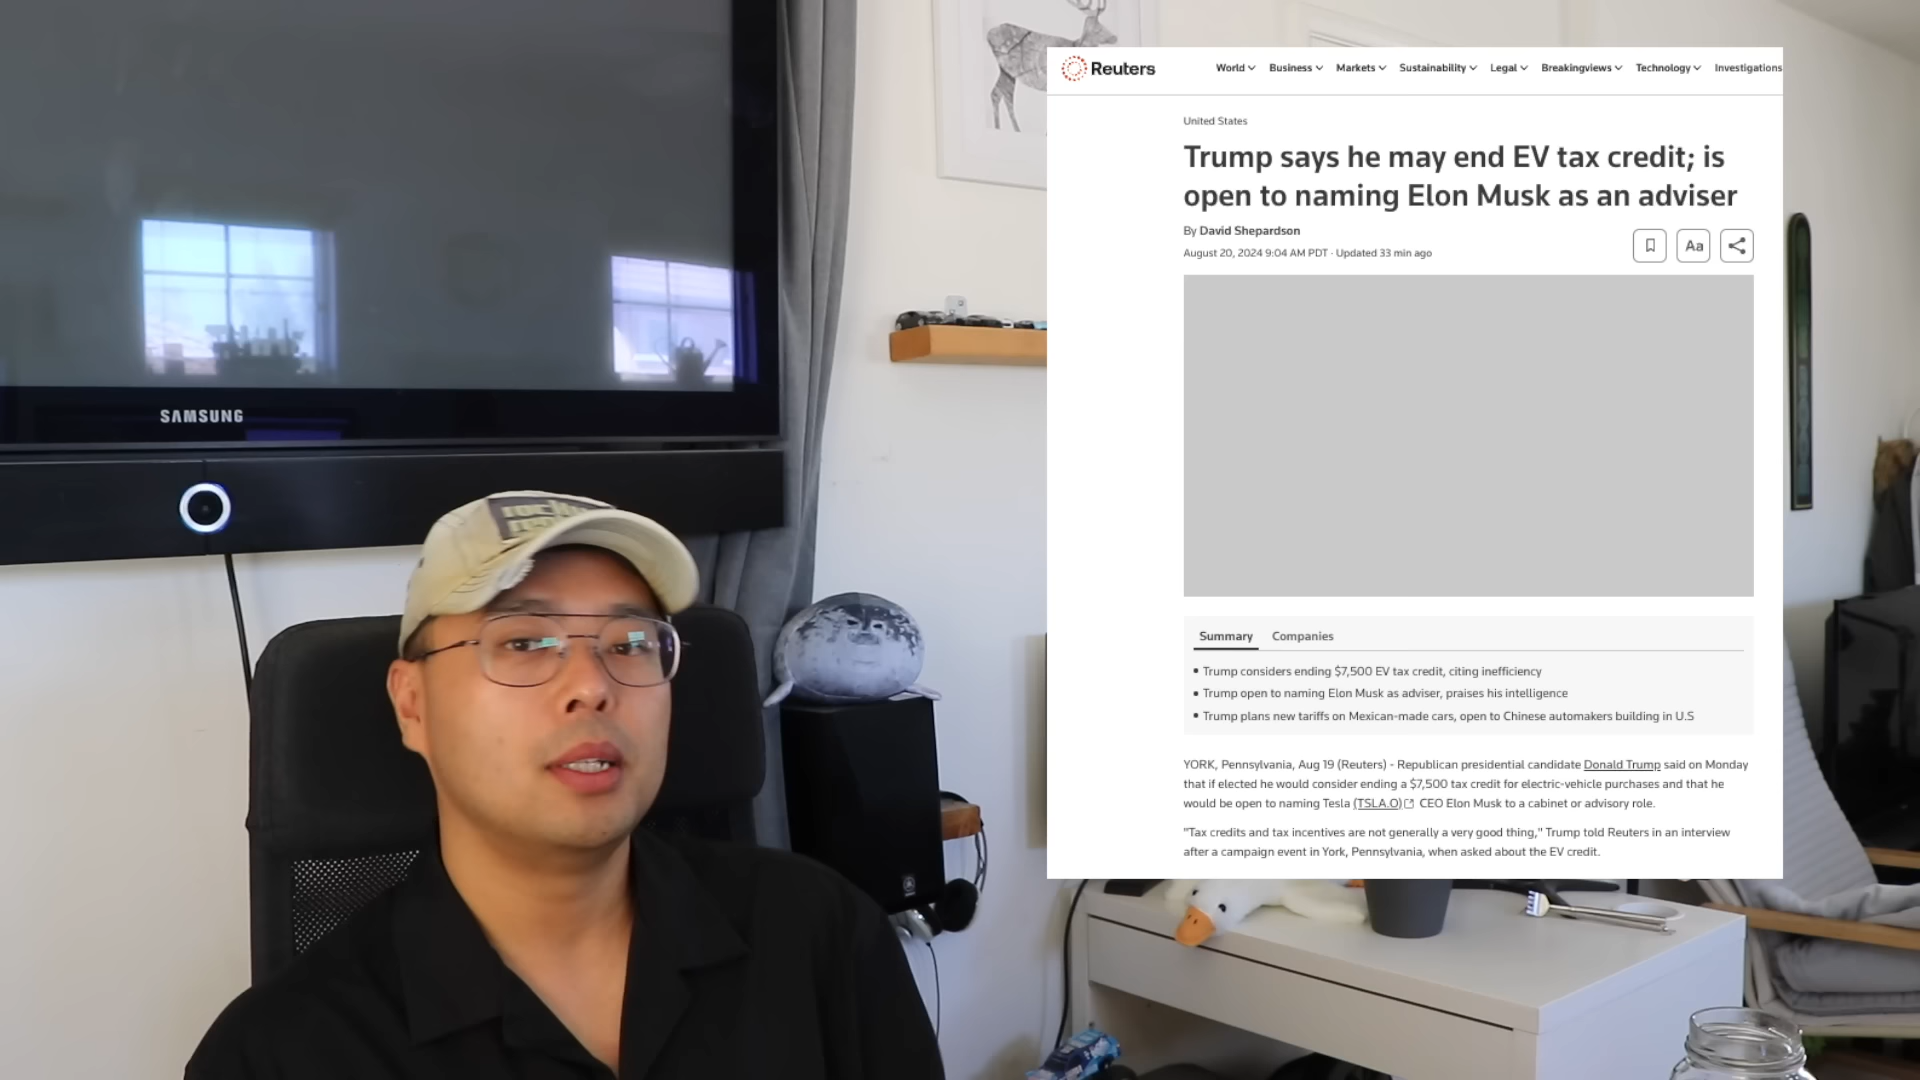 SAMSUNG
Reuters
World Business Markets Sustainability Legal Breakingviews Technology Investigations
United States
Trump says he may end EV tax credit; is
open to naming Elon Musk as an adviser
By David Shepardson
August 20, 2024 9:04 AM PDT · Updated 33 min ago
Aa
Summary Companies
• Trump considers ending $7,500 EV tax credit, citing inefficiency
• Trump open to naming Elon Musk as adviser, praises his intelligence
• Trump plans new tariffs on Mexican-made cars, open to Chinese automakers building in U.S
YORK, Pennsylvania, Aug 19 (Reuters) - Republican presidential candidate Donald Trump said on Monday
that if elected he would consider ending a $7,500 tax credit for electric-vehicle purchases and that he
would be open to naming Tesla (TSLA.O) CEO Elon Musk to a cabinet or advisory role.
"Tax credits and tax incentives are not generally a very good thing," Trump told Reuters in an interview
after a campaign event in York, Pennsylvania, when asked about the EV credit.